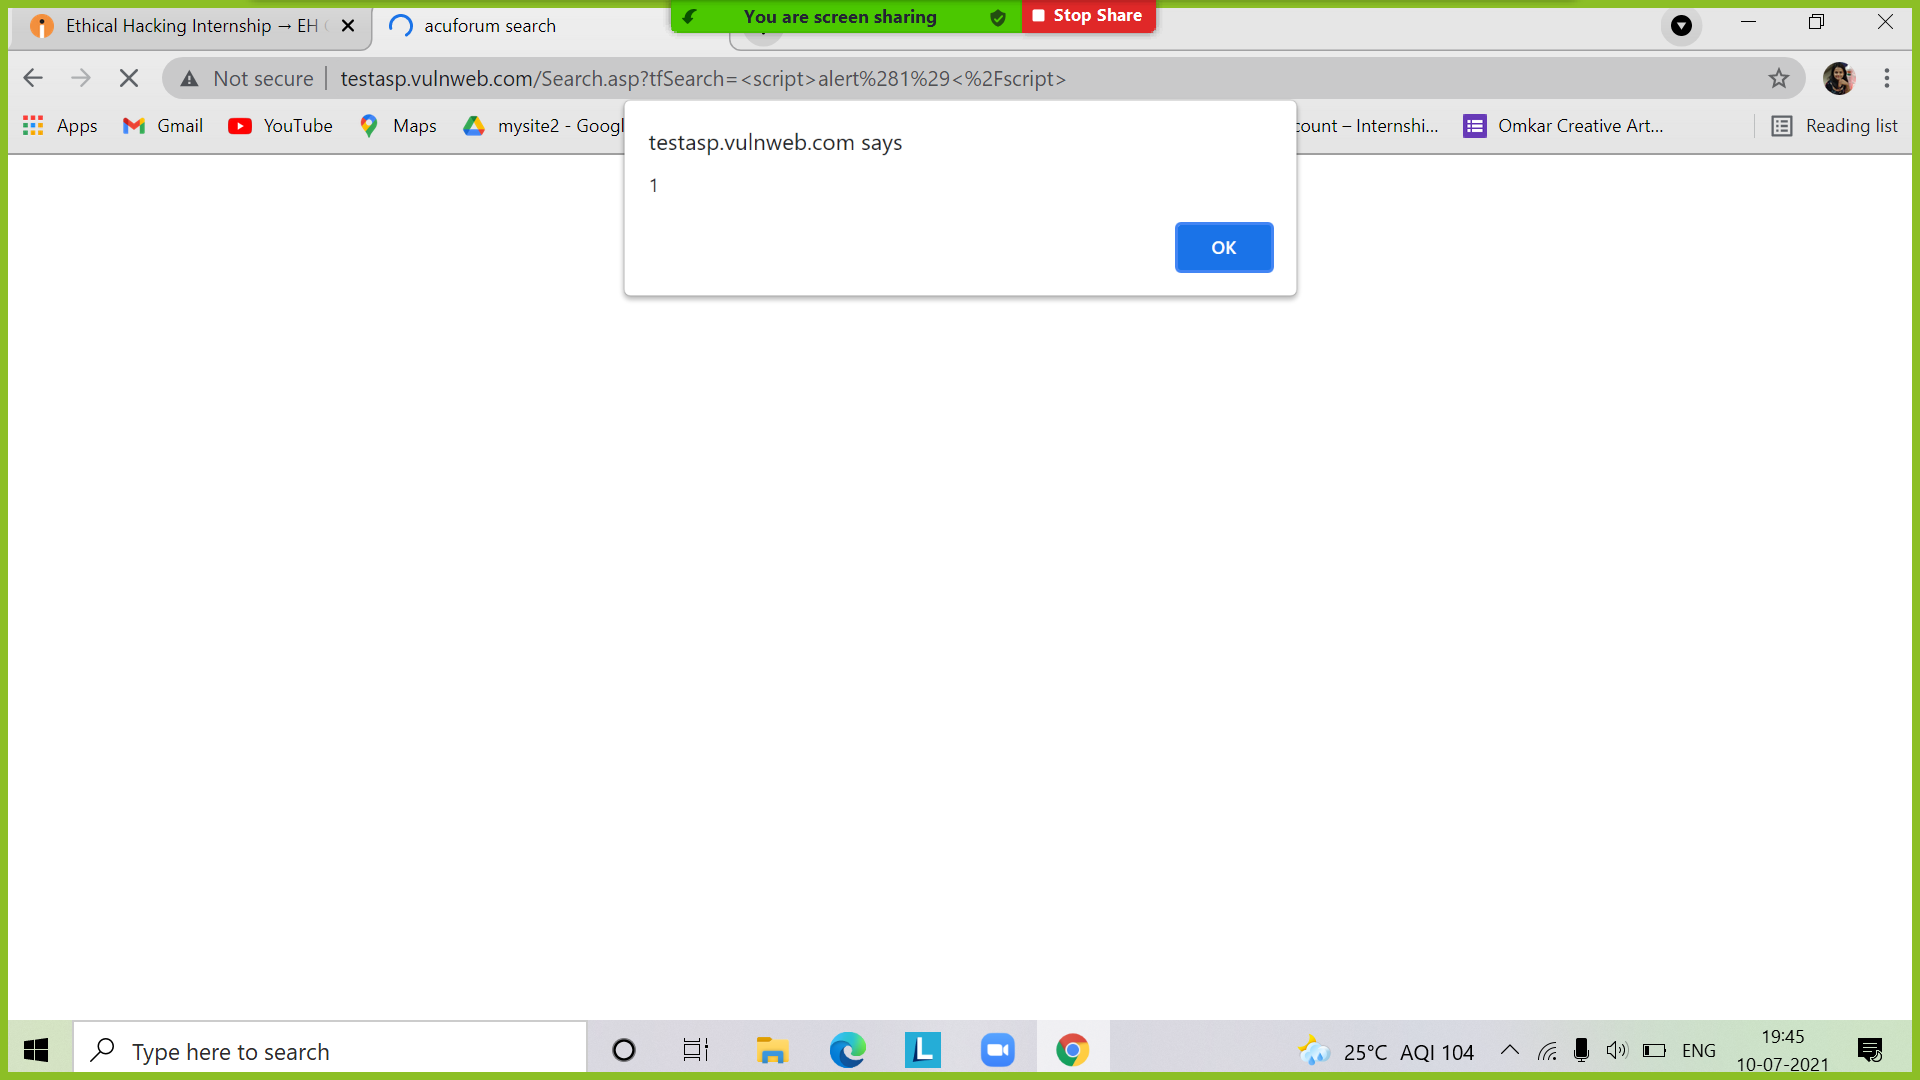 You are screen sharing
Stop Share
Ethical Hacking Internship → EH
acuforum search
Not secure
testasp.vulnweb.com/Search.asp?tfSearch=<script>alert%281%29<%2Fscript>
Apps
Gmail
YouTube
Maps
mysite2 - Googl
count – Internshi...
Omkar Creative Art...
Reading list
testasp.vulnweb.com says
1
OK
Type here to search
L
25°C AQI 104
ENG
19:45
10-07-2021